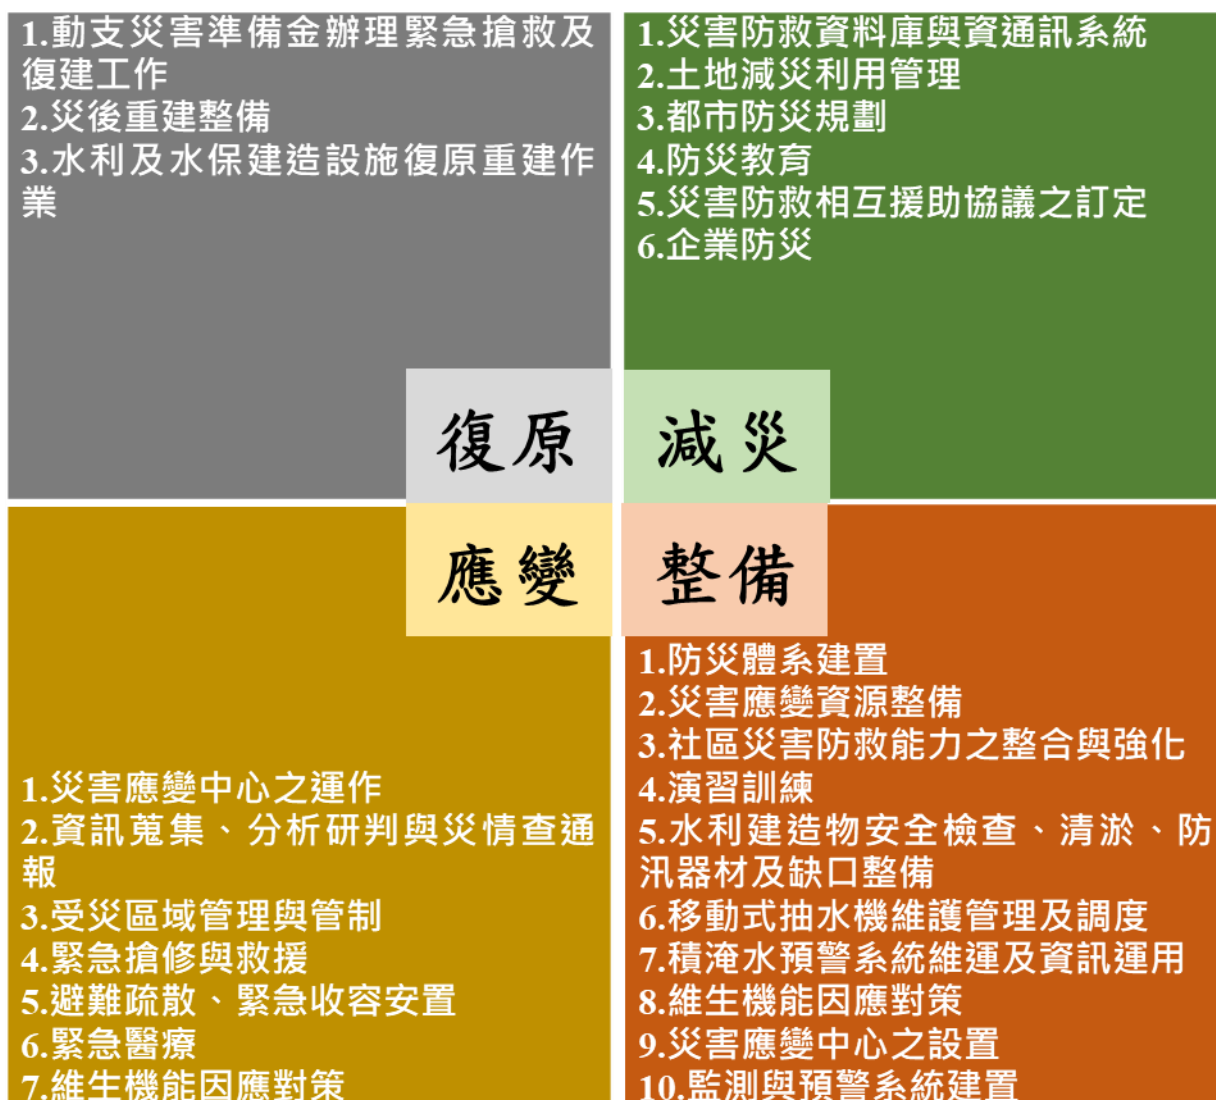 1.動支災害準備金辦理緊急搶救及
復建工作
2.災後重建整備
3.水利及水保建造設施復原重建作
業
復原
1.災害防救資料庫與資通訊系統
2.土地減災利用管理
3.都市防災規劃
4.防災教育
5.災害防救相互援助協議之訂定
6.企業防災
減災
應變
1.災害應變中心之運作
2.資訊蒐集、分析研判與災情查通
報
3.受災區域管理與管制
4.緊急搶修與救援
5.避難疏散、緊急收容安置
6.緊急醫療
7.維生機能因應對策
整備
1.防災體系建置
2.災害應變資源整備
3.社區災害防救能力之整合與強化
4.演習訓練
5.水利建造物安全檢查、清淤、防
汛器材及缺口整備
6.移動式抽水機維護管理及調度
7.積淹水預警系統維運及資訊運用
8.維生機能因應對策
9.災害應變中心之設置
10.監測與預警系統建置